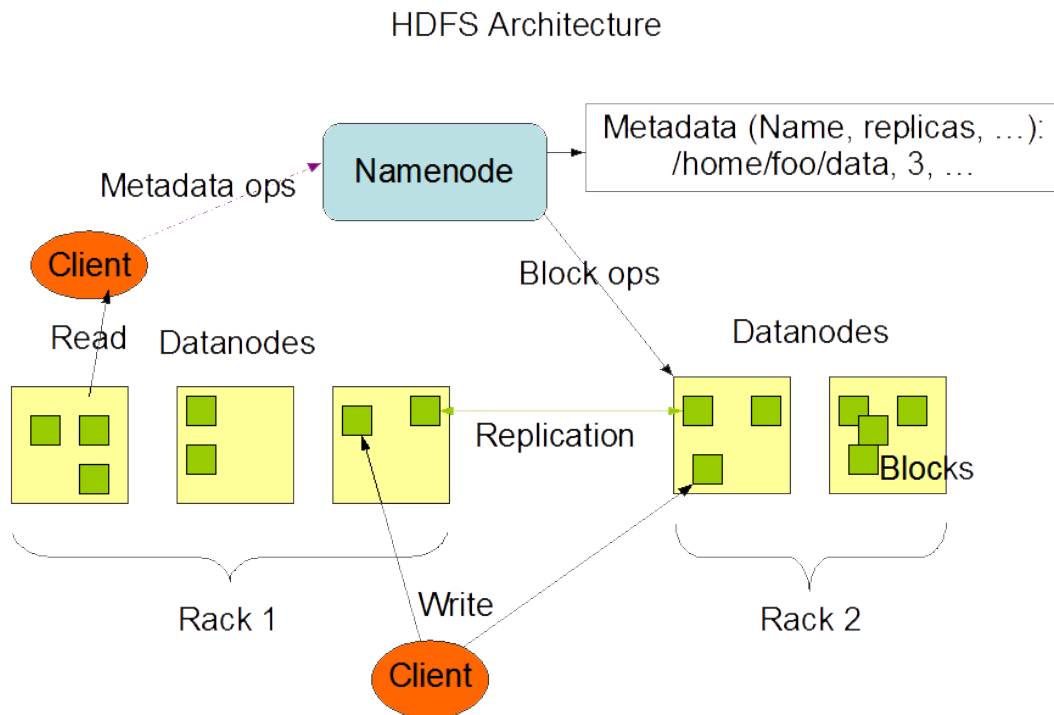 HDFS Architecture
Metadata (Name, replicas, ...):
/home/foo/data, 3, ...
Namenode
Metadata ops
Client
Block ops
Read
Datanodes
Datanodes
Replication
Blocks
Rack 1
Write
Rack 2
Client